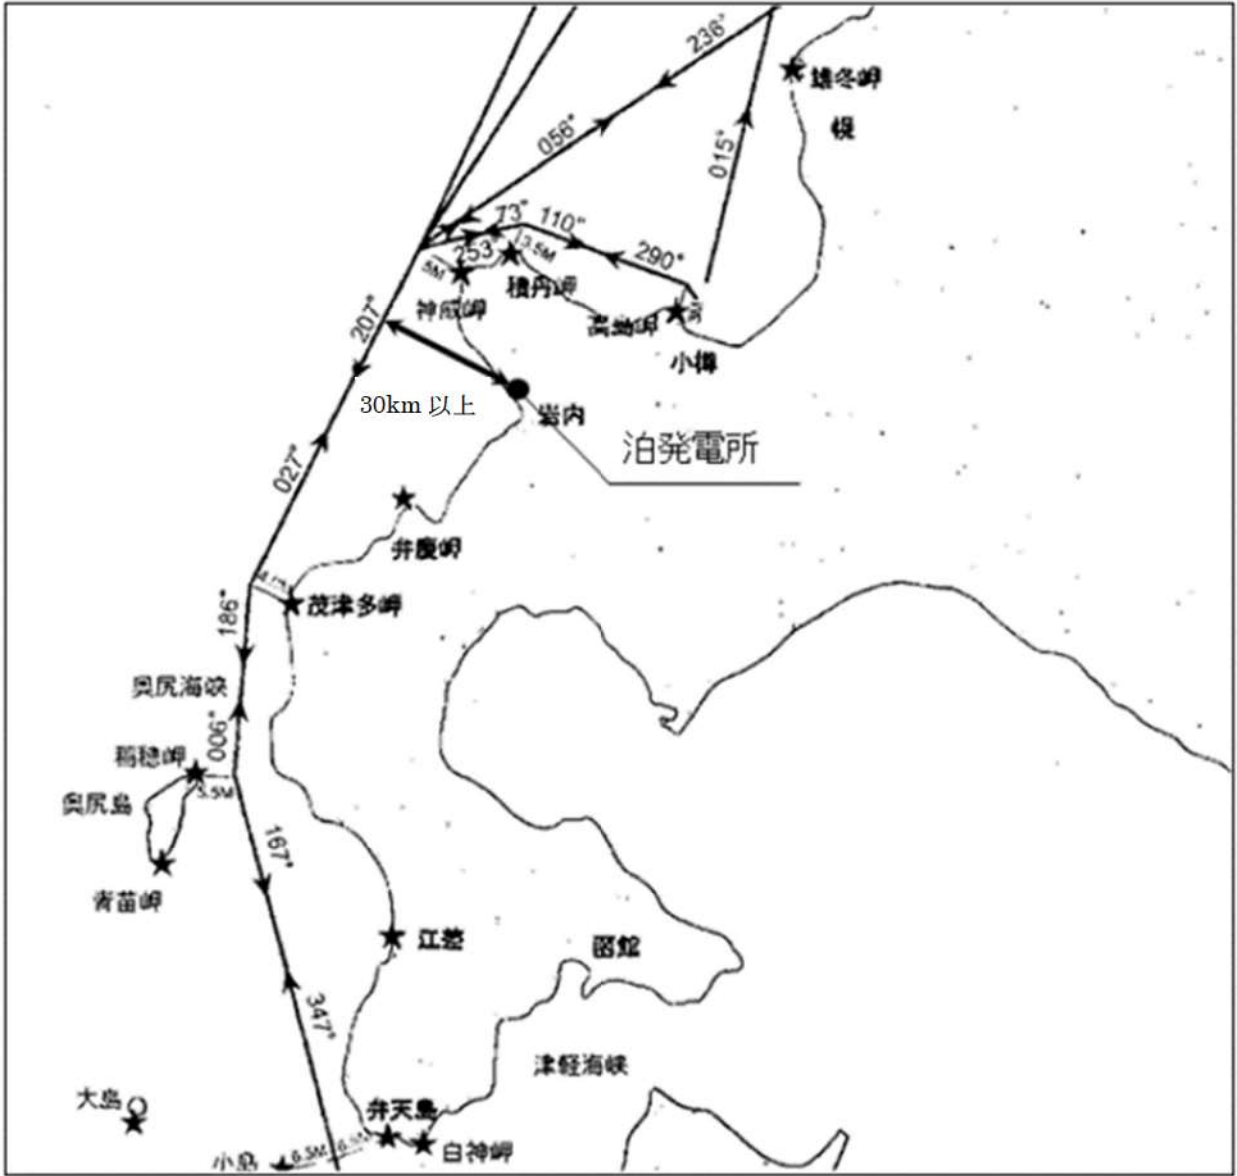 236°
雄冬岬
幌
056°
015°
73°
110°
253°
3.5M
290°
5M
積丹岬
神威岬
207°
高島岬
3M
小樽
30km 以上
岩内
泊発電所
027°
弁慶岬
茂津多岬
186°
奥尻海峡
006°
稲穂岬
5.5M
奥尻島
167°
青苗岬
江差
函館
347°
津軽海峡
大島
弁天島
小島
6.5M
白神岬